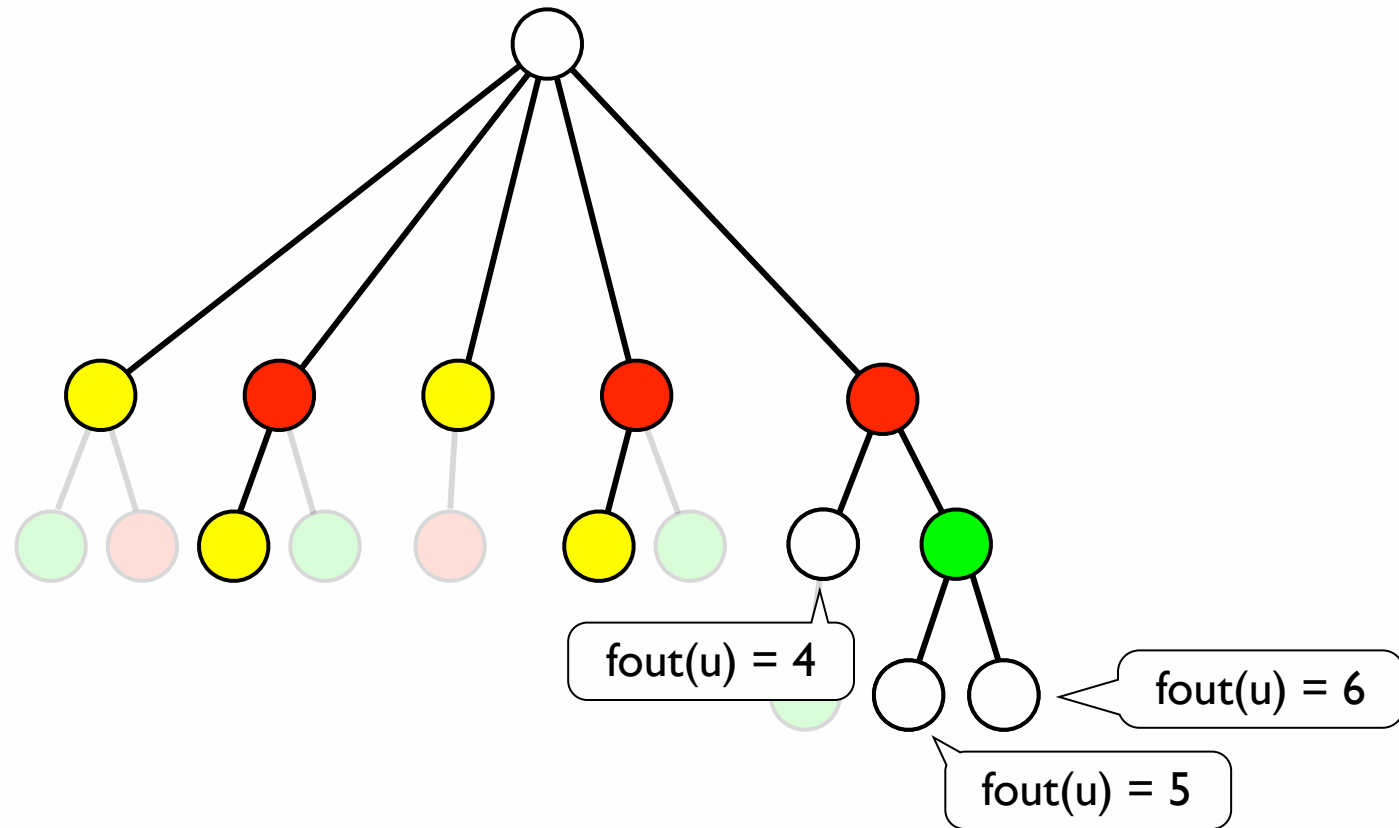 fout(u) = 4
fout(u) = 6
fout(u) = 5